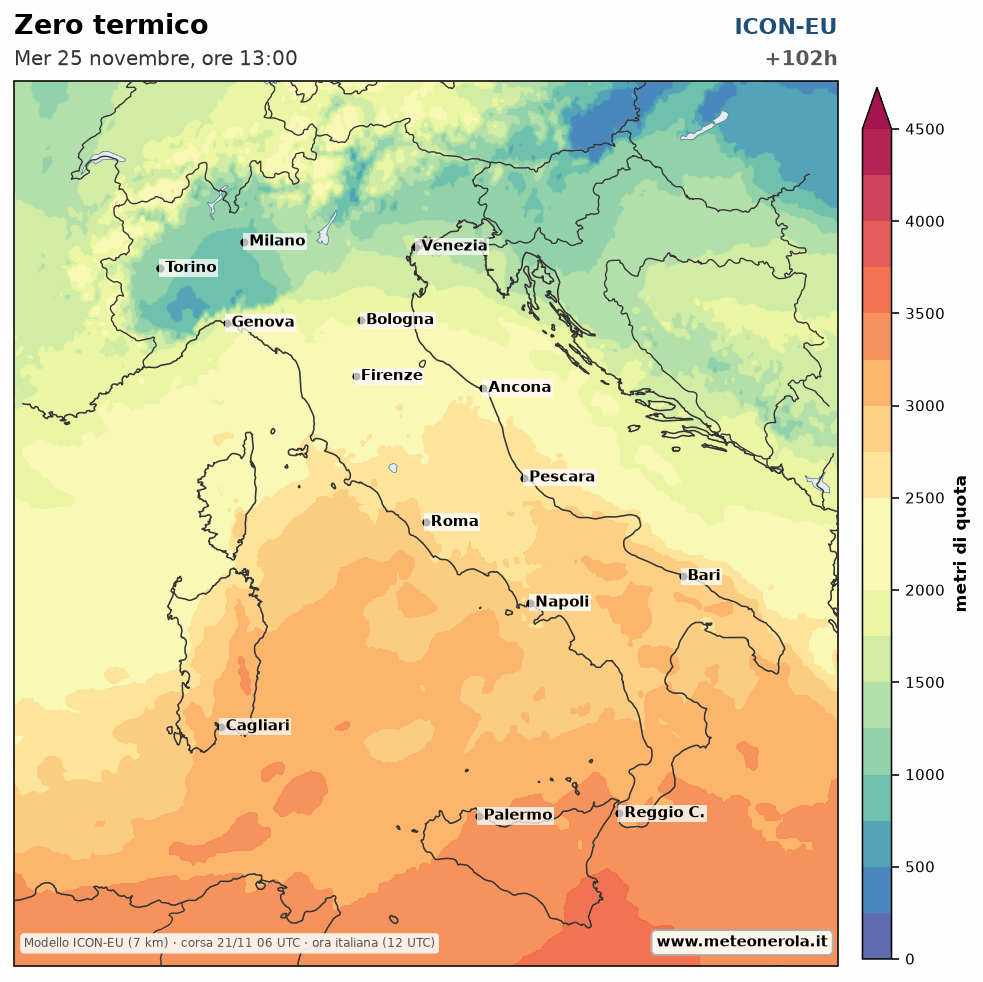 Zero termico
ICON-EU
Mer 25 novembre, ore 13:00
+102h
4500
4000
3500
3000
2500
2000
1500
1000
500
0
metri di quota
Milano
Venezia
Torino
Genova
Bologna
Firenze
Ancona
Pescara
Roma
Bari
Napoli
Cagliari
Palermo
Reggio C.
Modello ICON-EU (7 km) · corsa 21/11 06 UTC · ora italiana (12 UTC)
www.meteonerola.it